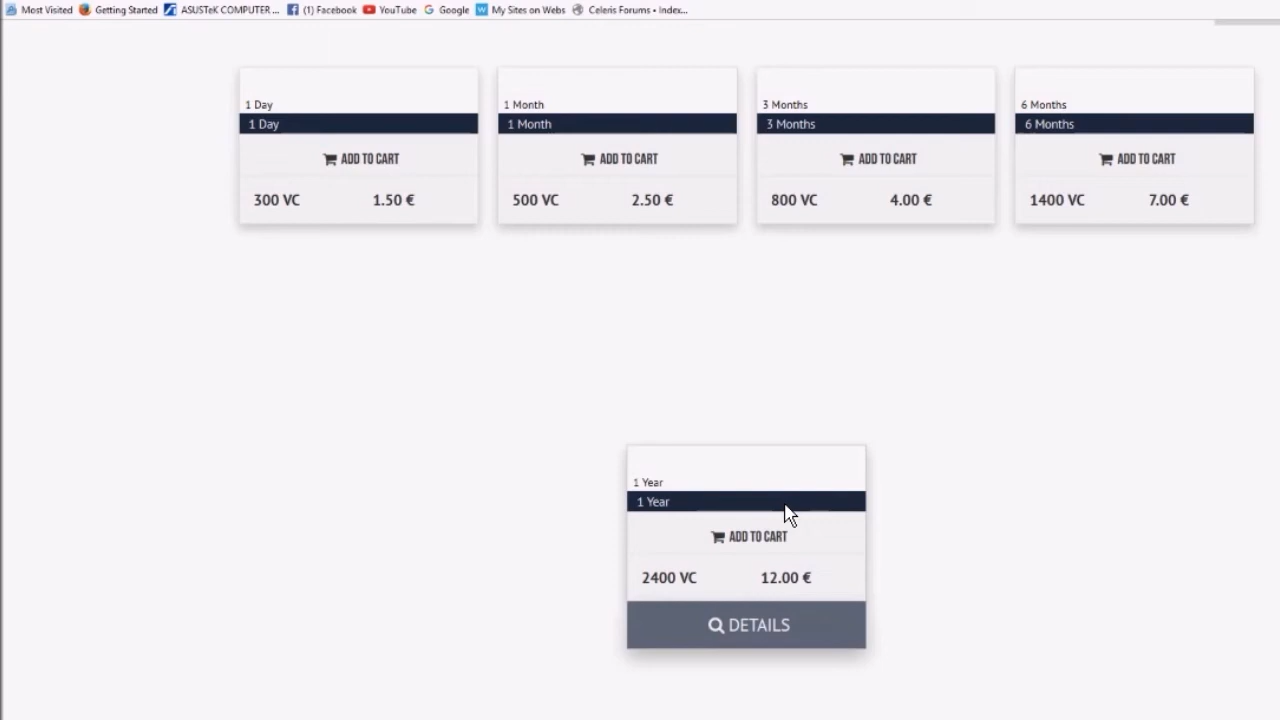 Most Visited Getting Started ASUSTeK COMPUTER ... (1) Facebook YouTube Google My Sites on Webs Celeris Forums • Index...
1 Day
1 Day
ADD TO CART
300 VC 1.50 €
1 Month
1 Month
ADD TO CART
500 VC 2.50 €
3 Months
3 Months
ADD TO CART
800 VC 4.00 €
6 Months
6 Months
ADD TO CART
1400 VC 7.00 €
1 Year
1 Year
ADD TO CART
2400 VC 12.00 €
DETAILS